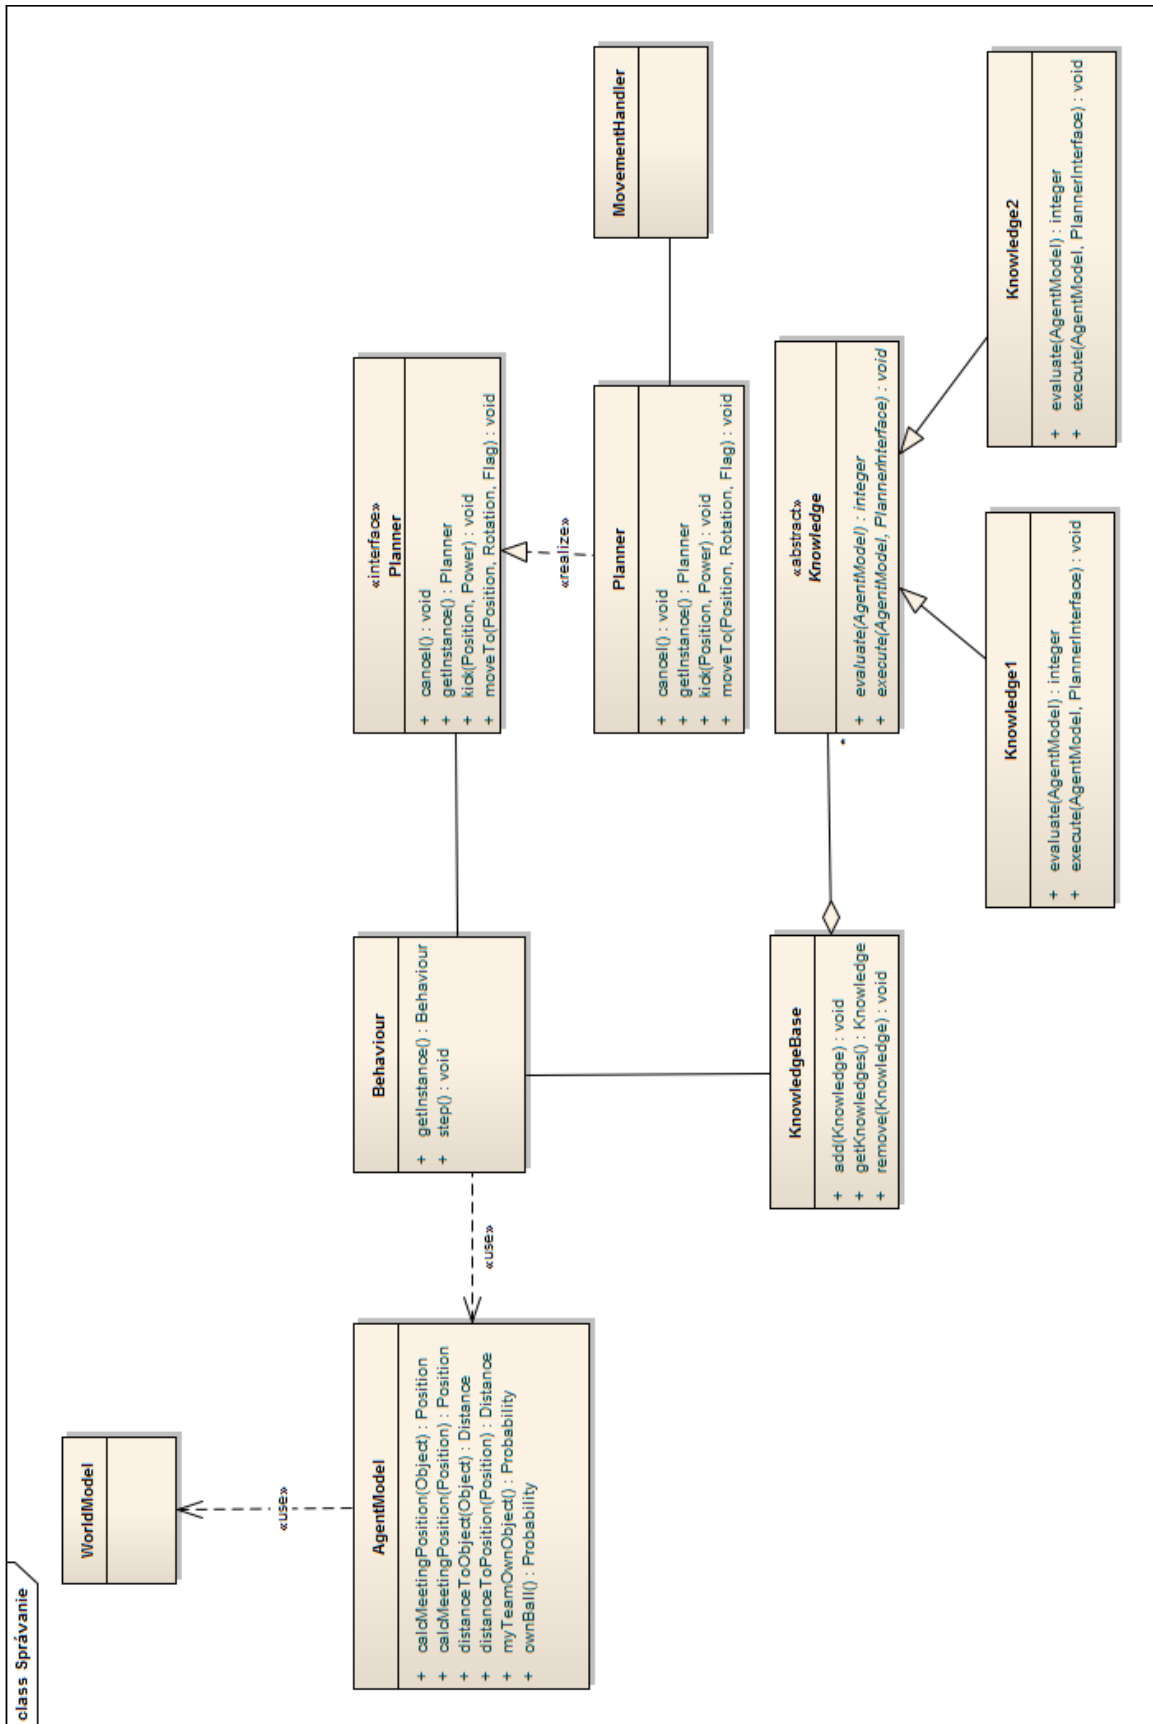 class Správanie
WorldModel
«use»
AgentModel
+ calcMeetingPosition(Object) : Position
+ calcMeetingPosition(Position) : Position
+ distanceToObject(Object) : Distance
+ distanceToPosition(Position) : Distance
+ myTeamOwnObject() : Probability
+ ownBall() : Probability
«use»
Behaviour
+ getInstance() : Behaviour
+ step() : void
«interface»
Planner
+ cancel() : void
+ getInstance() : Planner
+ kick(Position, Power) : void
+ moveTo(Position, Rotation, Flag) : void
«realize»
Planner
+ cancel() : void
+ getInstance() : Planner
+ kick(Position, Power) : void
+ moveTo(Position, Rotation, Flag) : void
MovementHandler
KnowledgeBase
+ add(Knowledge) : void
+ getKnowledges() : Knowledge
+ remove(Knowledge) : void
*
«abstract»
Knowledge
+ evaluate(AgentModel) : integer
+ execute(AgentModel, PlannerInterface) : void
Knowledge1
+ evaluate(AgentModel) : integer
+ execute(AgentModel, PlannerInterface) : void
Knowledge2
+ evaluate(AgentModel) : integer
+ execute(AgentModel, PlannerInterface) : void